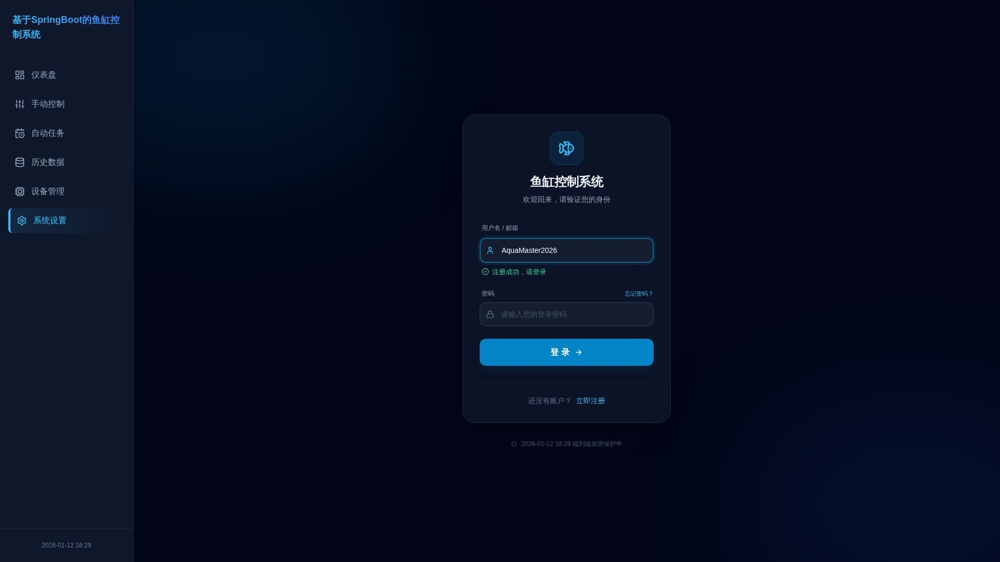 基于SpringBoot的鱼缸控
制系统
仪表盘
手动控制
自动任务
历史数据
设备管理
系统设置
2026-01-12 18:29
鱼缸控制系统
欢迎回来，请验证您的身份
用户名 / 邮箱
AquaMaster2026
注册成功，请登录
密码 忘记密码？
请输入您的登录密码
登 录
还没有账户？ 立即注册
2026-01-12 18:29 端到端加密保护中